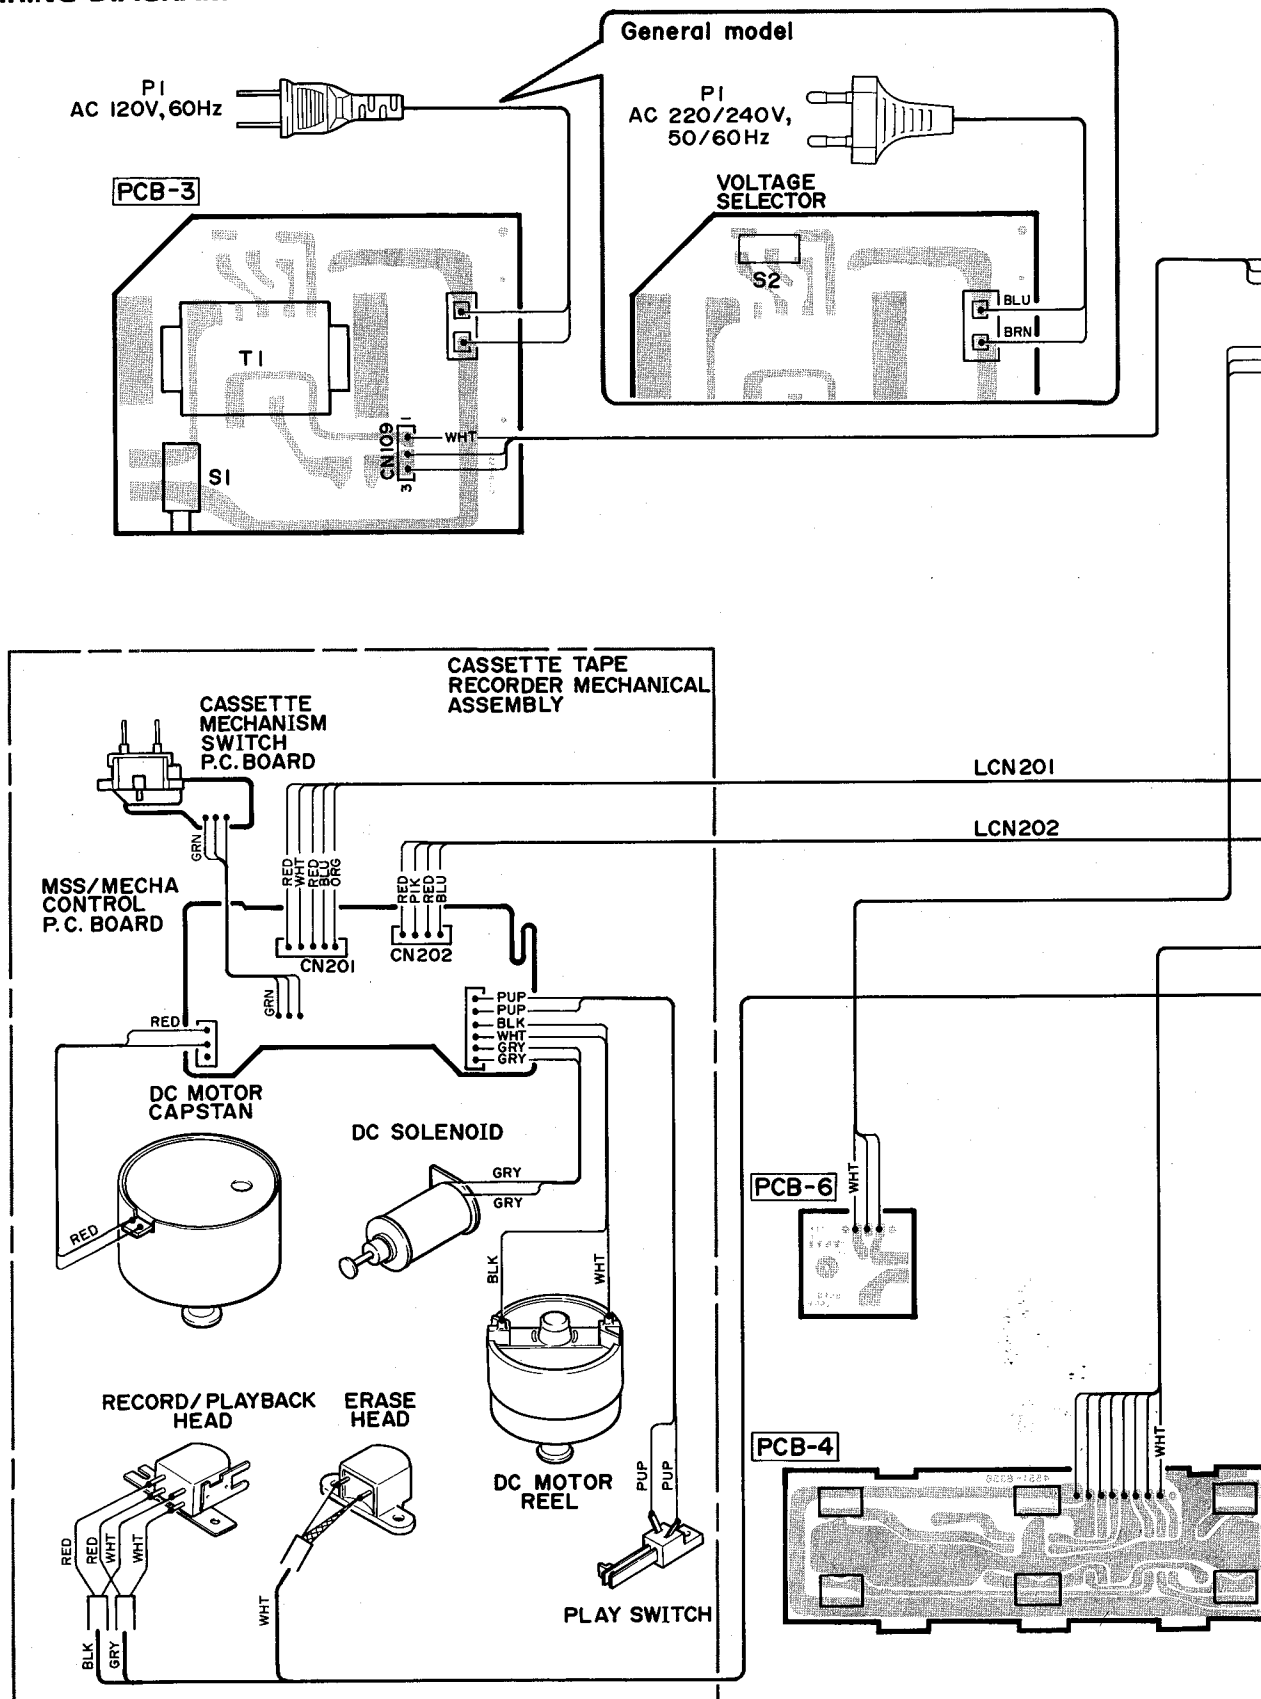 General model
P1
AC 120V, 60Hz
P1
AC 220/240V,
50/60Hz
PCB-3
VOLTAGE
SELECTOR
S2
BLU
BRN
T1
CN109
1
WHT
3
S1
CASSETTE TAPE
RECORDER MECHANICAL
ASSEMBLY
CASSETTE
MECHANISM
SWITCH
P.C. BOARD
LCN201
LCN202
GRN
RED
WHT
RED
BLU
ORG
RED
PIK
RED
BLU
MSS/MECHA
CONTROL
P.C. BOARD
CN201
CN202
GRN
PUP
PUP
BLK
WHT
GRY
GRY
RED
DC MOTOR
CAPSTAN
DC SOLENOID
GRY
GRY
RED
BLK
WHT
PCB-6
WHT
RECORD/PLAYBACK
HEAD
ERASE
HEAD
DC MOTOR
REEL
PUP
PUP
PCB-4
WHT
RED
RED
WHT
WHT
WHT
BLK
GRY
PLAY SWITCH